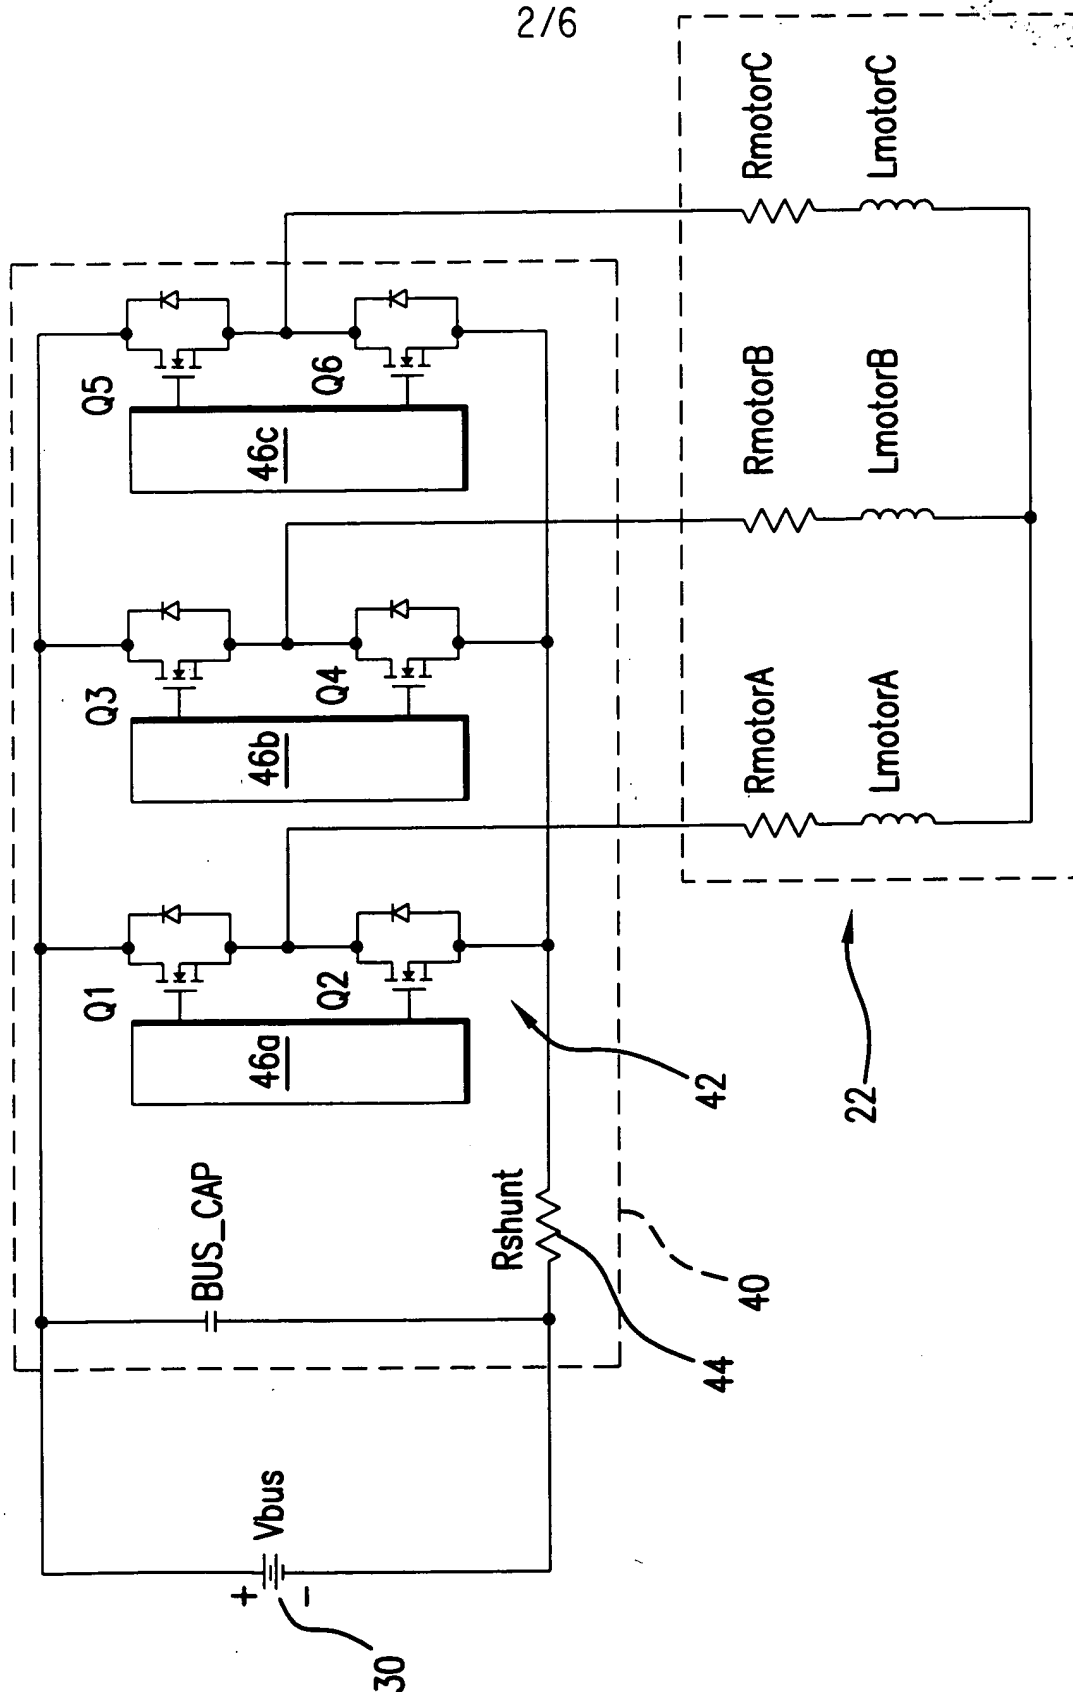 2/6
Q1
Q2
Q3
Q4
Q5
Q6
46a
46b
46c
BUS_CAP
Rshunt
Vbus
+
-
30
44
40
42
22
RmotorA
LmotorA
RmotorB
LmotorB
RmotorC
LmotorC